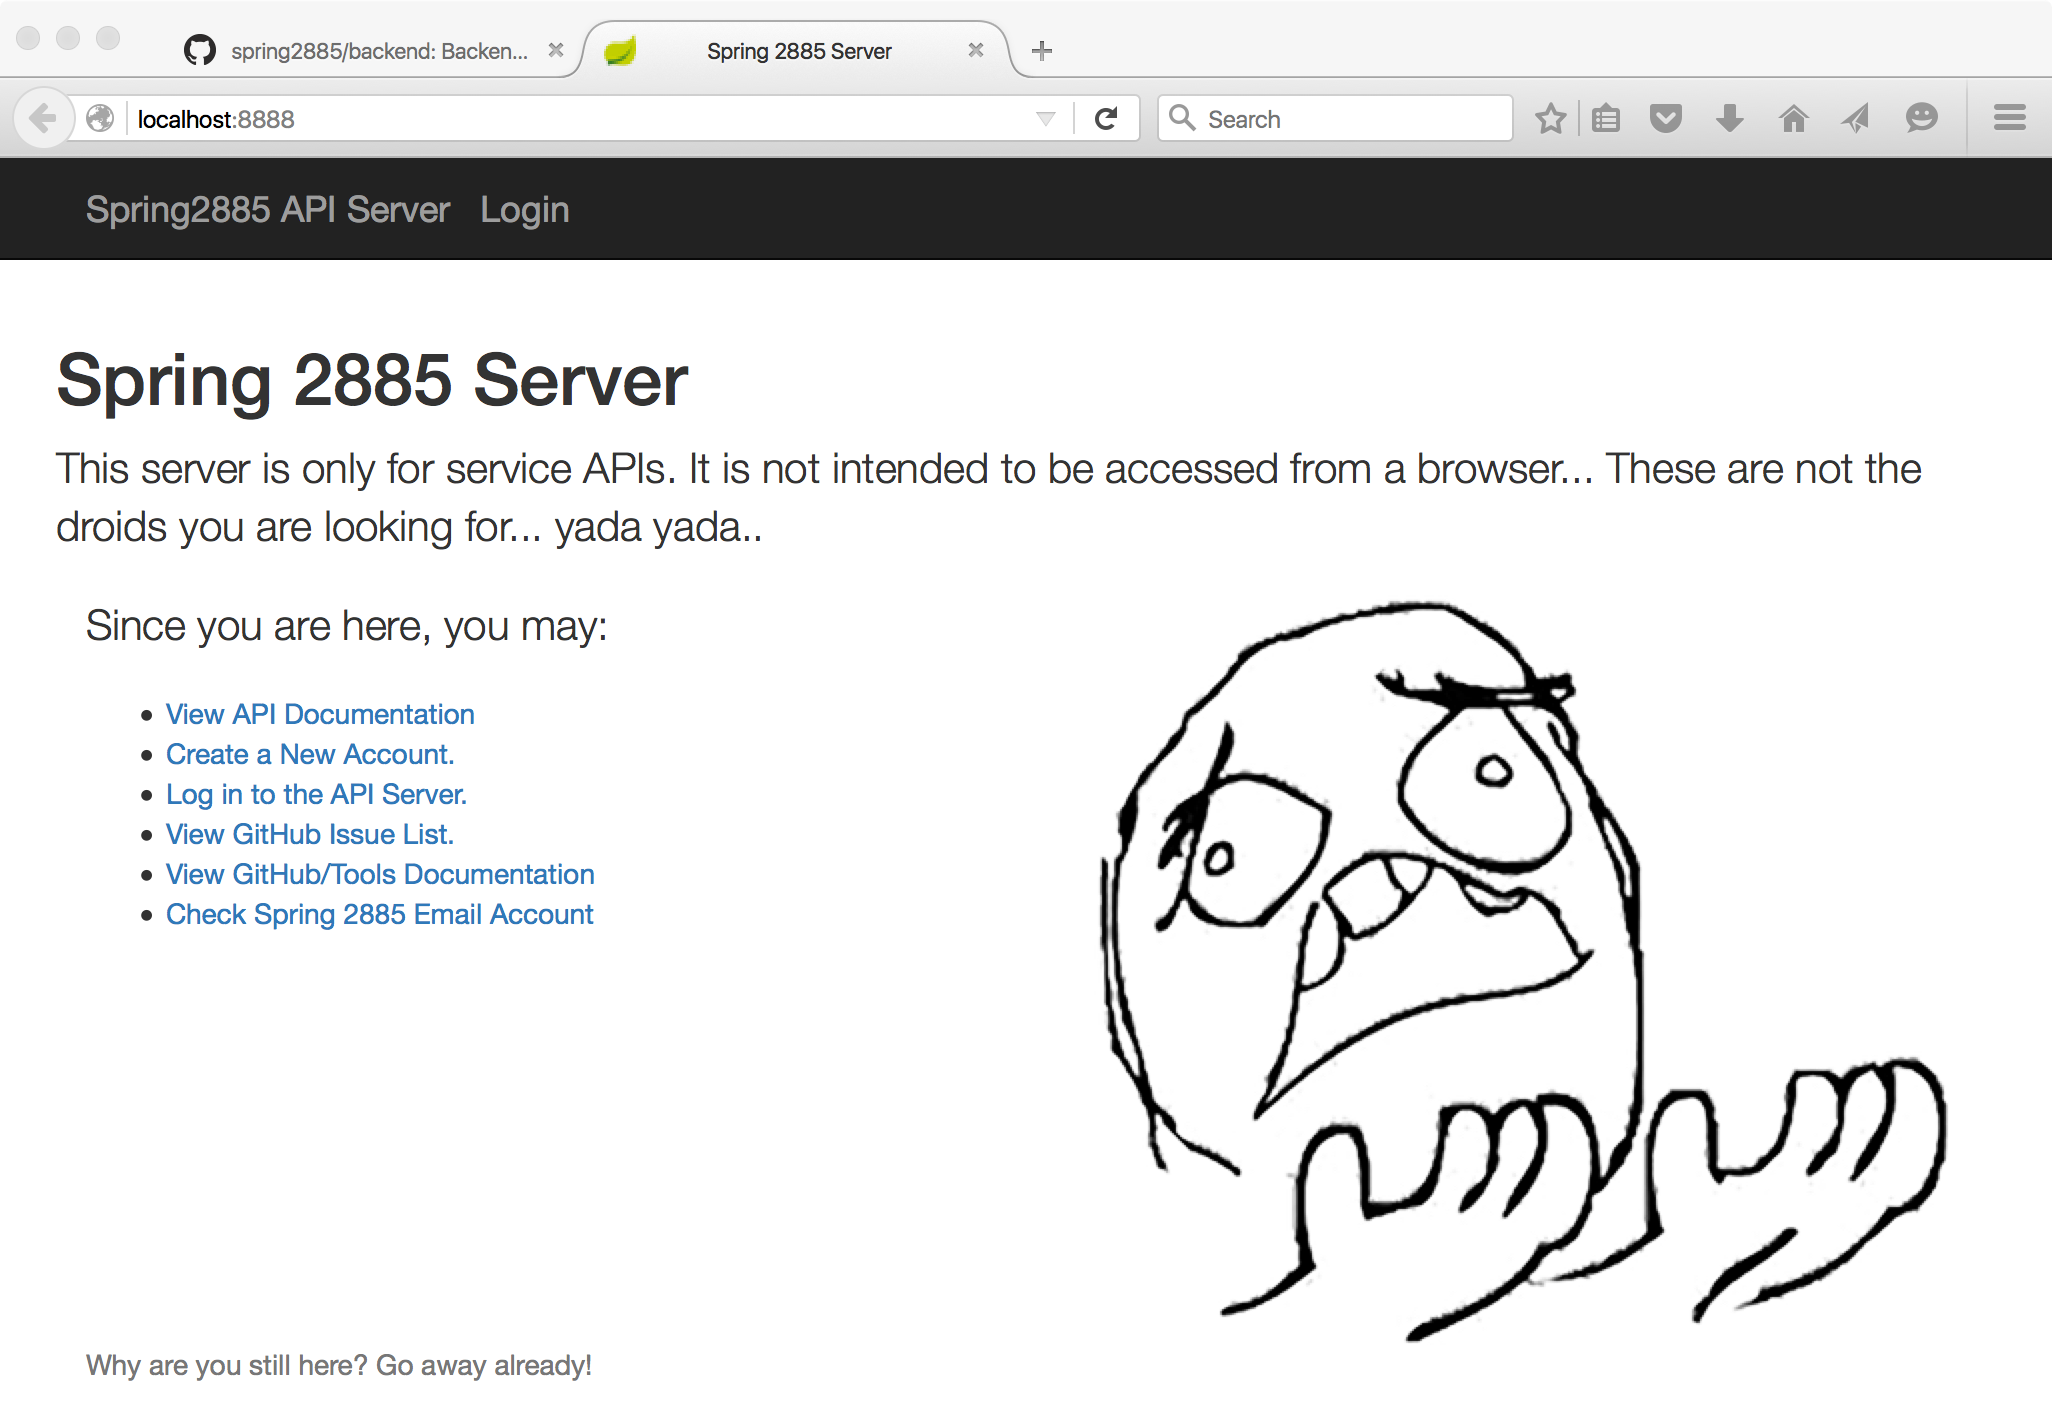 spring2885/backend: Backen...
Spring 2885 Server
localhost:8888
Search
Spring2885 API Server Login
Spring 2885 Server
This server is only for service APIs. It is not intended to be accessed from a browser... These are not the
droids you are looking for... yada yada..
Since you are here, you may:
View API Documentation
Create a New Account.
Log in to the API Server.
View GitHub Issue List.
View GitHub/Tools Documentation
Check Spring 2885 Email Account
Why are you still here? Go away already!